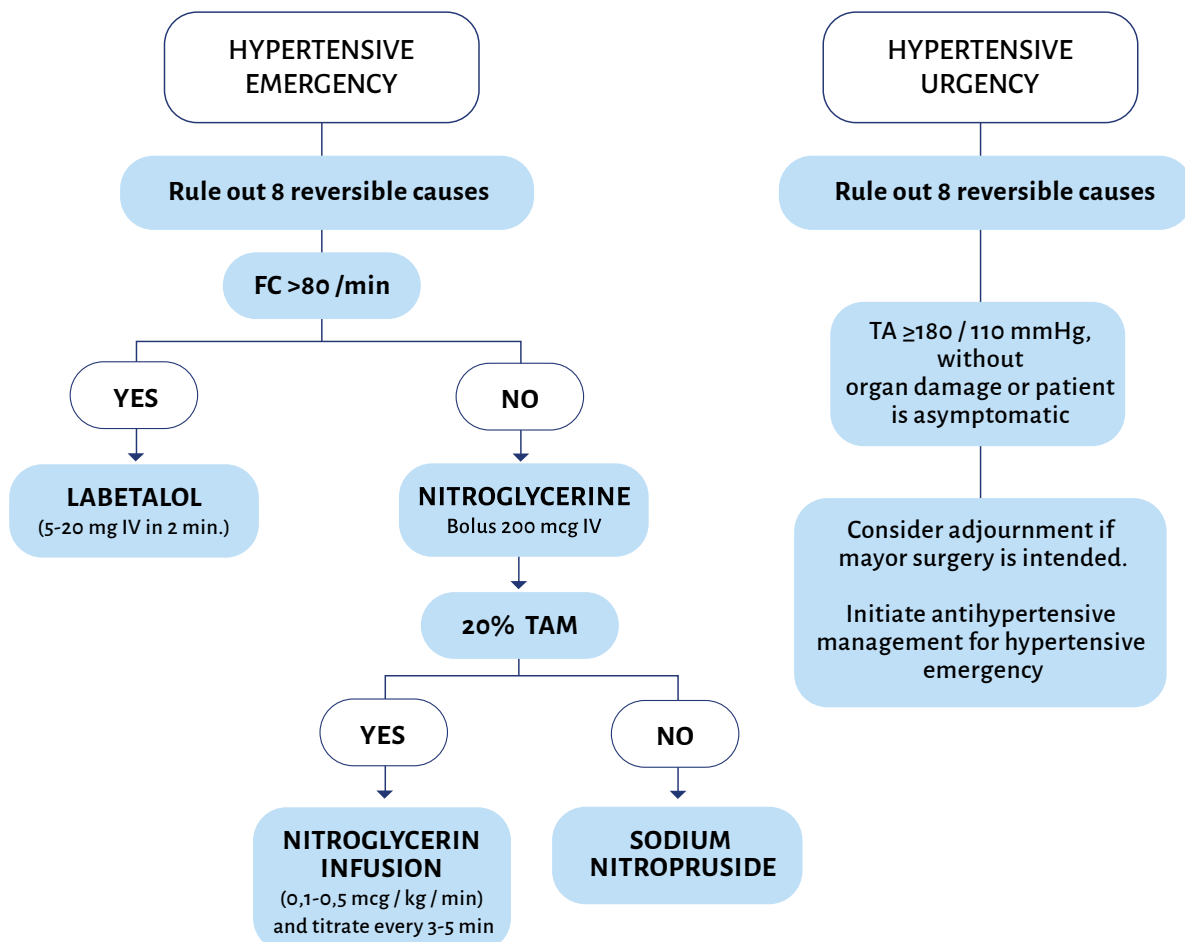 HYPERTENSIVE
EMERGENCY
Rule out 8 reversible causes
FC >80 /min
YES
NO
LABETALOL
(5-20 mg IV in 2 min.)
NITROGLYCERINE
Bolus 200 mcg IV
20% TAM
YES
NO
NITROGLYCERIN
INFUSION
(0,1-0,5 mcg / kg / min)
and titrate every 3-5 min
SODIUM
NITROPRUSIDE
HYPERTENSIVE
URGENCY
Rule out 8 reversible causes
TA ≥180 / 110 mmHg,
without
organ damage or patient
is asymptomatic
Consider adjournment if
mayor surgery is intended.
Initiate antihypertensive
management for hypertensive
emergency